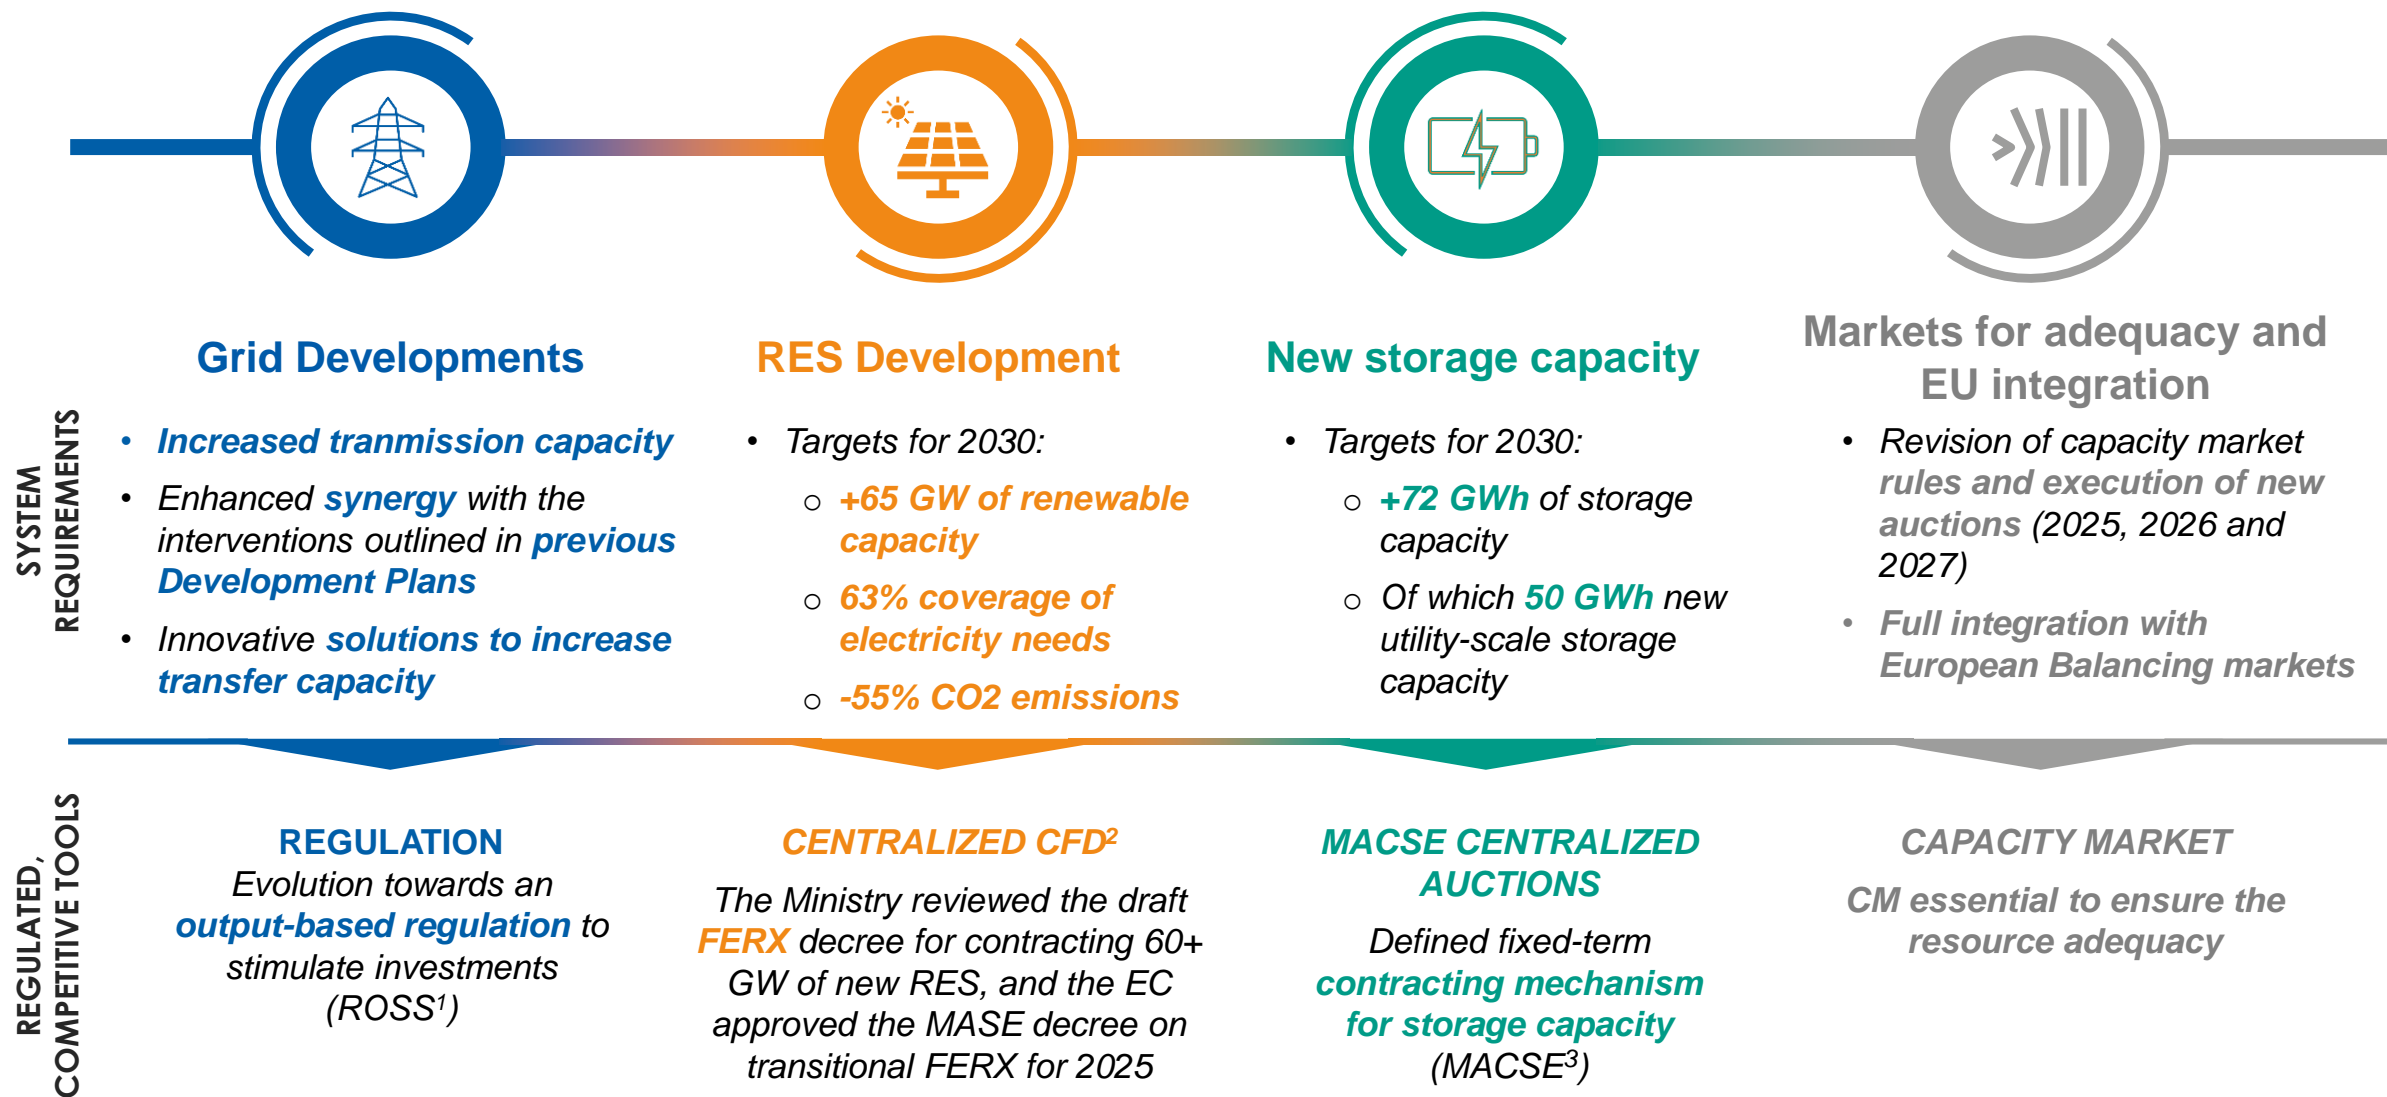 Grid Developments
RES Development
New storage capacity
Markets for adequacy and
EU integration
SYSTEM
REQUIREMENTS
• Increased tranmission capacity
• Enhanced synergy with the
interventions outlined in previous
Development Plans
• Innovative solutions to increase
transfer capacity
• Targets for 2030:
o +65 GW of renewable
capacity
o 63% coverage of
electricity needs
o -55% CO2 emissions
• Targets for 2030:
o +72 GWh of storage
capacity
o Of which 50 GWh new
utility-scale storage
capacity
• Revision of capacity market
rules and execution of new
auctions (2025, 2026 and
2027)
• Full integration with
European Balancing markets
REGULATED,
COMPETITIVE TOOLS
REGULATION
Evolution towards an
output-based regulation to
stimulate investments
(ROSS¹)
CENTRALIZED CFD²
The Ministry reviewed the draft
FERX decree for contracting 60+
GW of new RES, and the EC
approved the MASE decree on
transitional FERX for 2025
MACSE CENTRALIZED
AUCTIONS
Defined fixed-term
contracting mechanism
for storage capacity
(MACSE³)
CAPACITY MARKET
CM essential to ensure the
resource adequacy